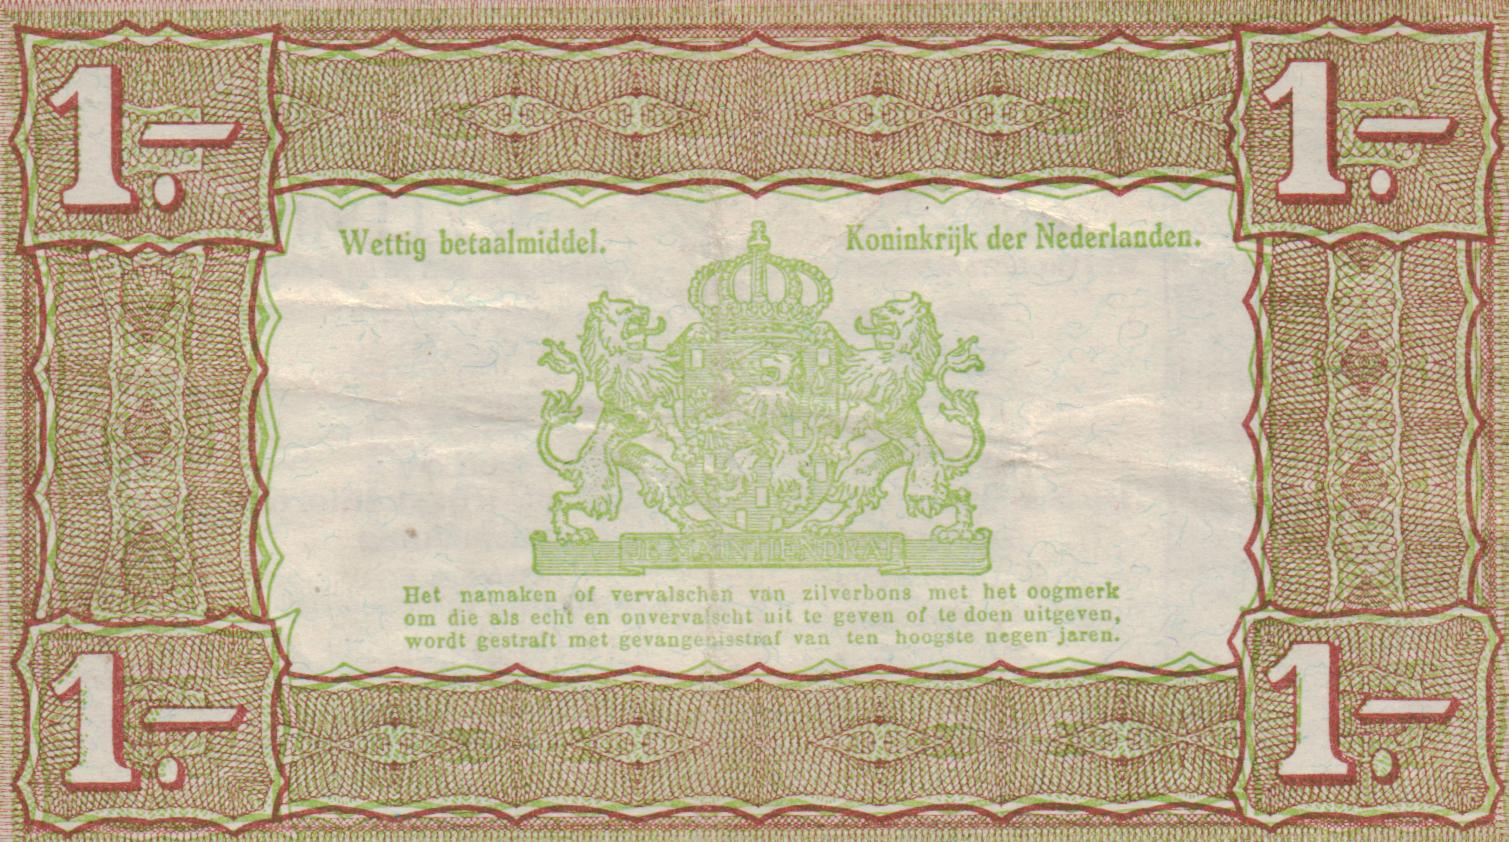 1.- 1.-
Wettig betaalmiddel. Koninkrijk der Nederlanden.
JE MAINTIENDRAI
Het namaken of vervalschen van zilverbons met het oogmerk
om die als echt en onvervalscht uit te geven of te doen uitgeven,
wordt gestraft met gevangenisstraf van ten hoogste negen jaren.
1.- 1.-